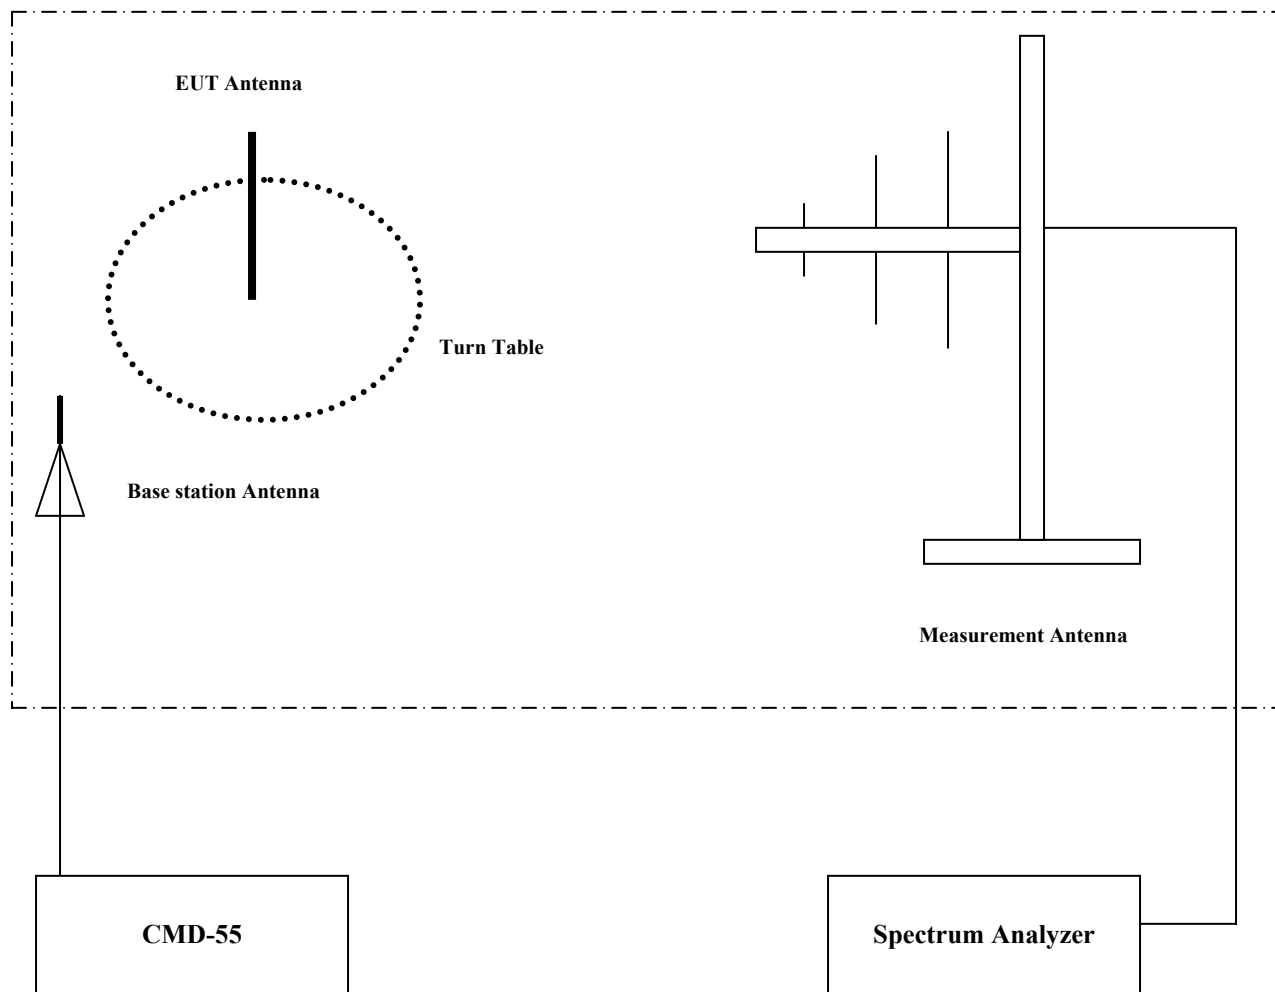 EUT Antenna
Turn Table
Base station Antenna
Measurement Antenna
CMD-55
Spectrum Analyzer